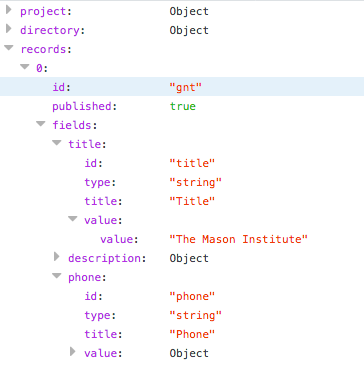 project: Object
directory: Object
records:
0:
id: "gnt"
published: true
fields:
title:
id: "title"
type: "string"
title: "Title"
value:
value: "The Mason Institute"
description: Object
phone:
id: "phone"
type: "string"
title: "Phone"
value: Object